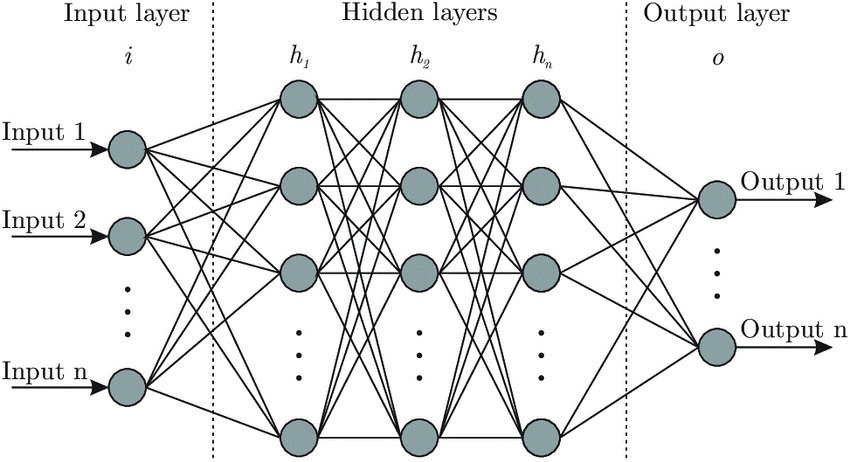 Input layer
Hidden layers
Output layer
i
h1
h2
hn
o
Input 1
Input 2
Input n
Output 1
Output n